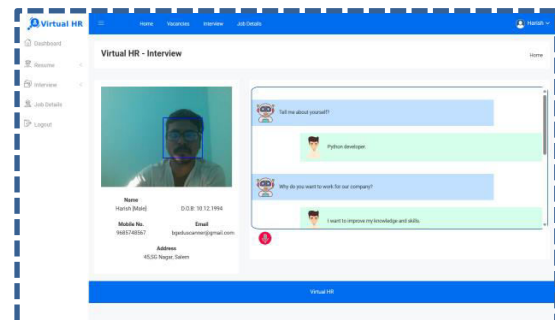 Virtual HR
Home Vacancies Interview Job Details
Harish
Dashboard
Resume
Interview
Job Details
Logout
Virtual HR - Interview
Home
Tell me about yourself?
Python developer.
Why do you want to work for our company?
I want to improve my knowledge and skills.
Name
Harish [Male]
D.O.B: 10.12.1994
Mobile No.
9685748567
Email
Address
45,SG Nagar, Salem
Virtual HR